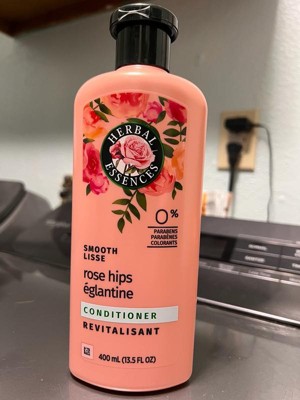 HERBAL
ESSENCES
0%
PARABENS
PARABÈNES
COLORANTS
SMOOTH
LISSE
rose hips
églantine
CONDITIONER
REVITALISANT
400 mL (13.5 FL OZ)